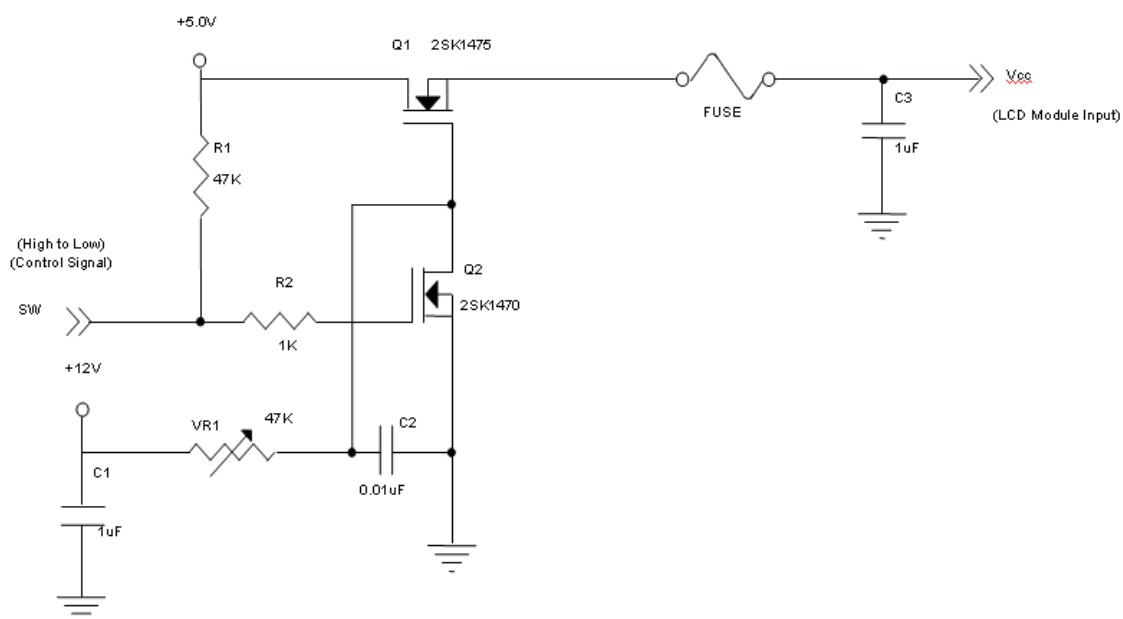 +5.0V
Q1 2SK1475
Vcc
C3
FUSE
(LCD Module Input)
R1
1uF
47K
(High to Low)
(Control Signal)
Q2
R2
SW
2SK1470
1K
+12V
VR1
47K
C2
C1
0.01uF
1uF